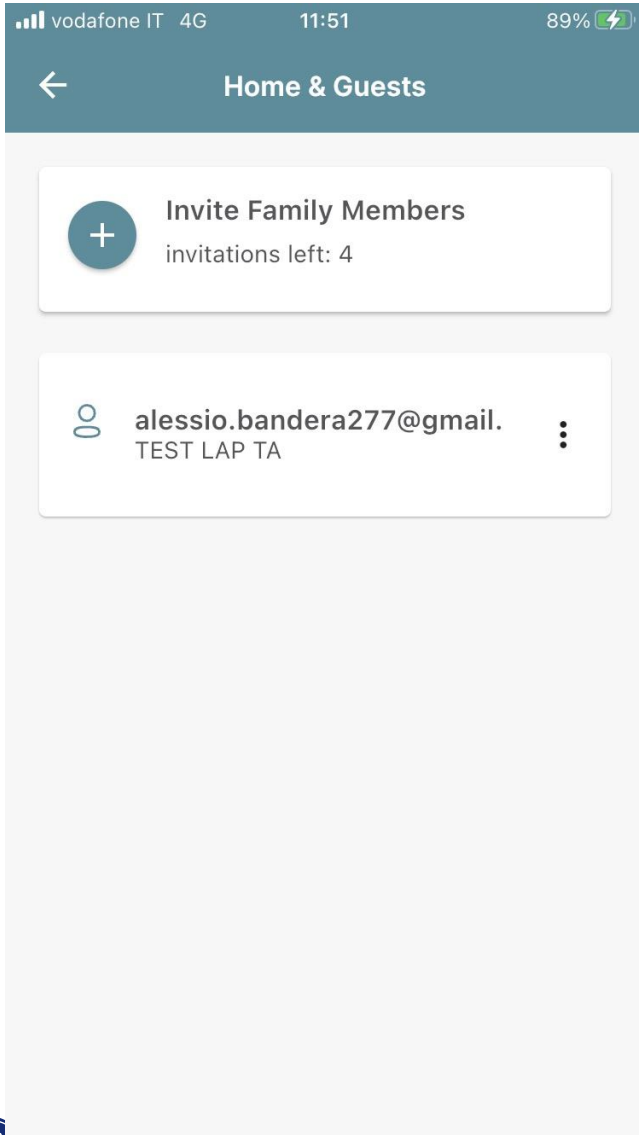 vodafone IT 4G 11:51 89%
Home & Guests
Invite Family Members
invitations left: 4
alessio.bandera277@gmail.
TEST LAP TA